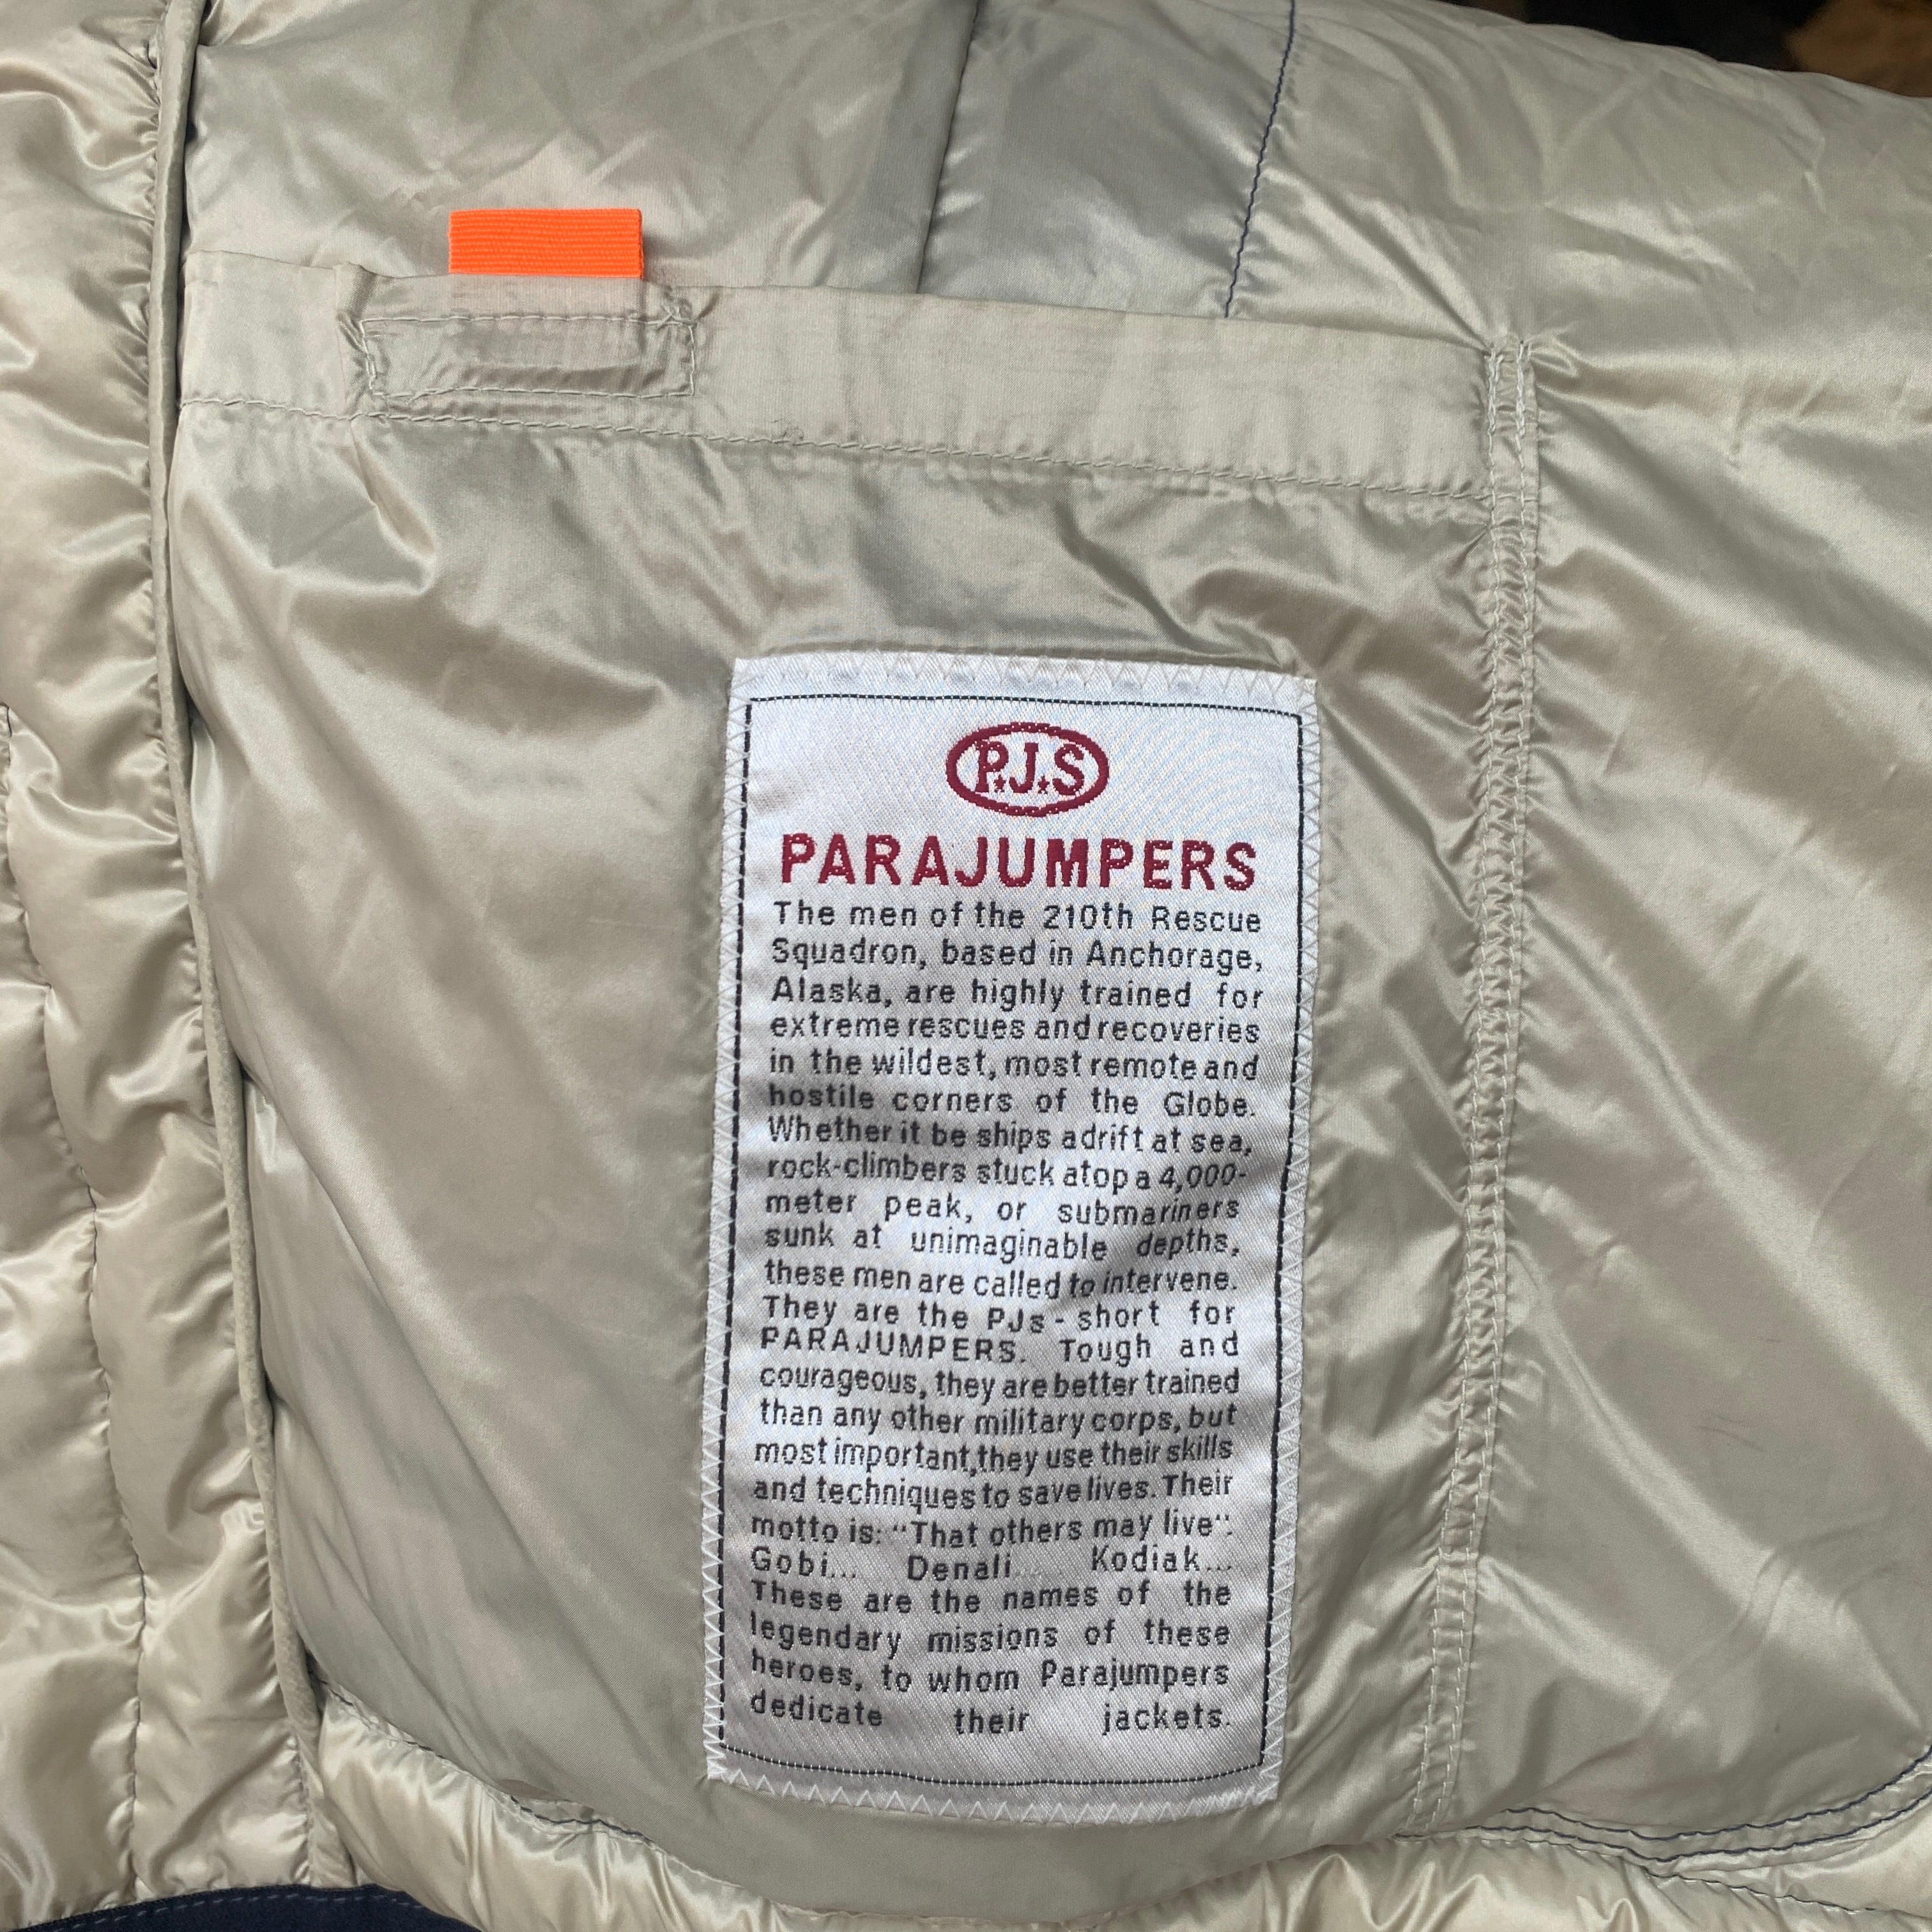 P.J.S
PARAJUMPERS
The men of the 210th Rescue
Squadron, based in Anchorage,
Alaska, are highly trained for
extreme rescues and recoveries
in the wildest, most remote and
hostile corners of the Globe.
Whether it be ships adrift at sea,
rock-climbers stuck atop a 4,000-
meter peak, or submariners
sunk at unimaginable depths,
these men are called to intervene.
They are the PJs - short for
PARAJUMPERS. Tough and
courageous, they are better trained
than any other military corps, but
most important,they use their skills
and techniques to save lives. Their
motto is: "That others may live".
Gobi... Denali... Kodiak...
These are the names of the
legendary missions of these
heroes, to whom Parajumpers
dedicate their jackets.